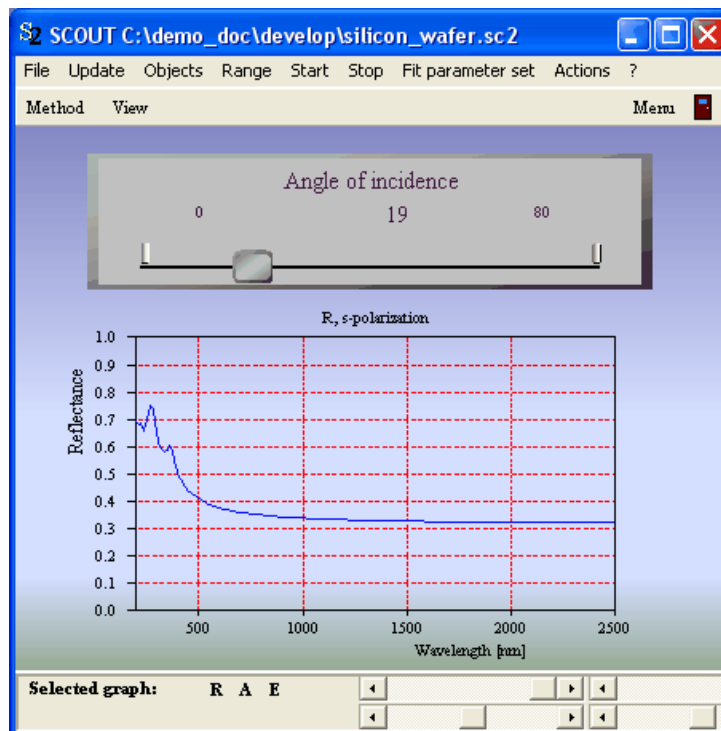 S2 SCOUT C:\demo_doc\develop\silicon_wafer.sc2
File Update Objects Range Start Stop Fit parameter set Actions ?
Method View Menu
Angle of incidence
0 19 80
R, s-polarization
1.0
0.9
0.8
0.7
0.6
0.5
0.4
0.3
0.2
0.1
0.0
Reflectance
500 1000 1500 2000 2500
Wavelength [nm]
Selected graph: R A E